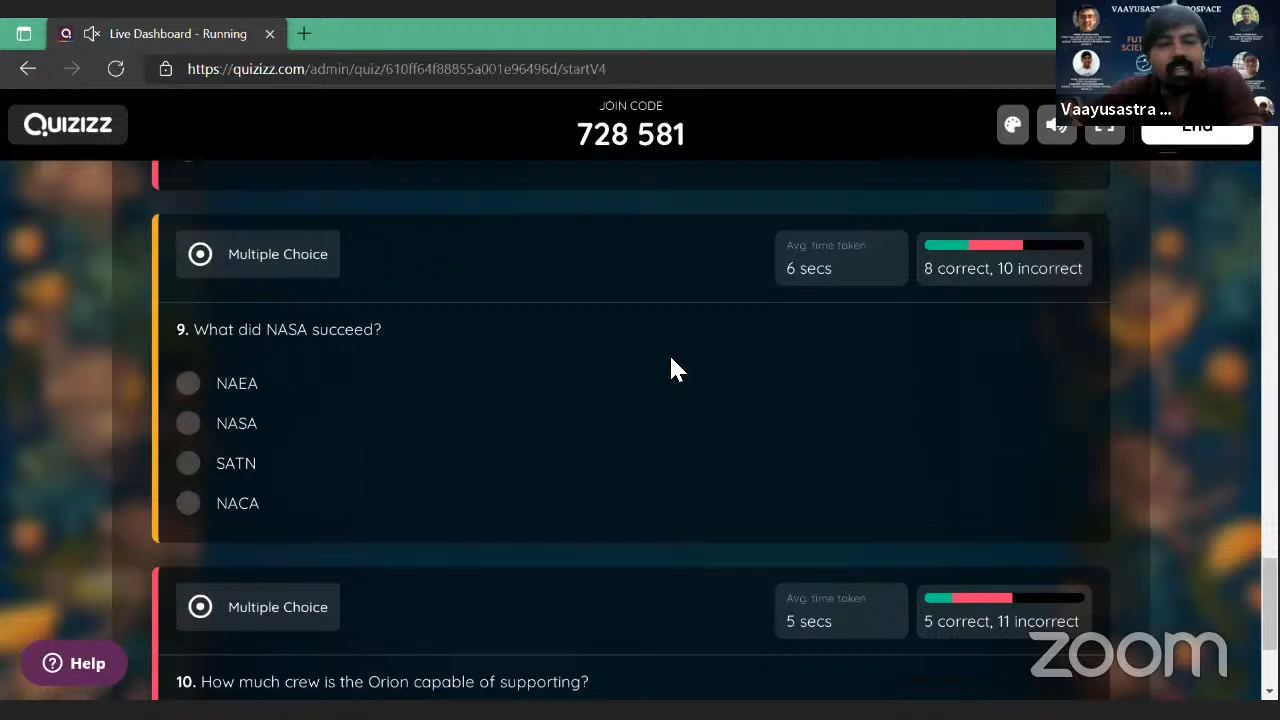 Live Dashboard - Running
https://quizizz.com/admin/quiz/610ff64f86855a001e96496d/startV4
VAAYUSASTRA
Vaayusastra ...
QUIZIZZ
JOIN CODE
728 581
End
Multiple Choice
Avg. time taken
6 secs
8 correct, 10 incorrect
9. What did NASA succeed?
NAEA
NASA
SATN
NACA
Multiple Choice
Avg. time taken
5 secs
5 correct, 11 incorrect
10. How much crew is the Orion capable of supporting?
Help
zoom